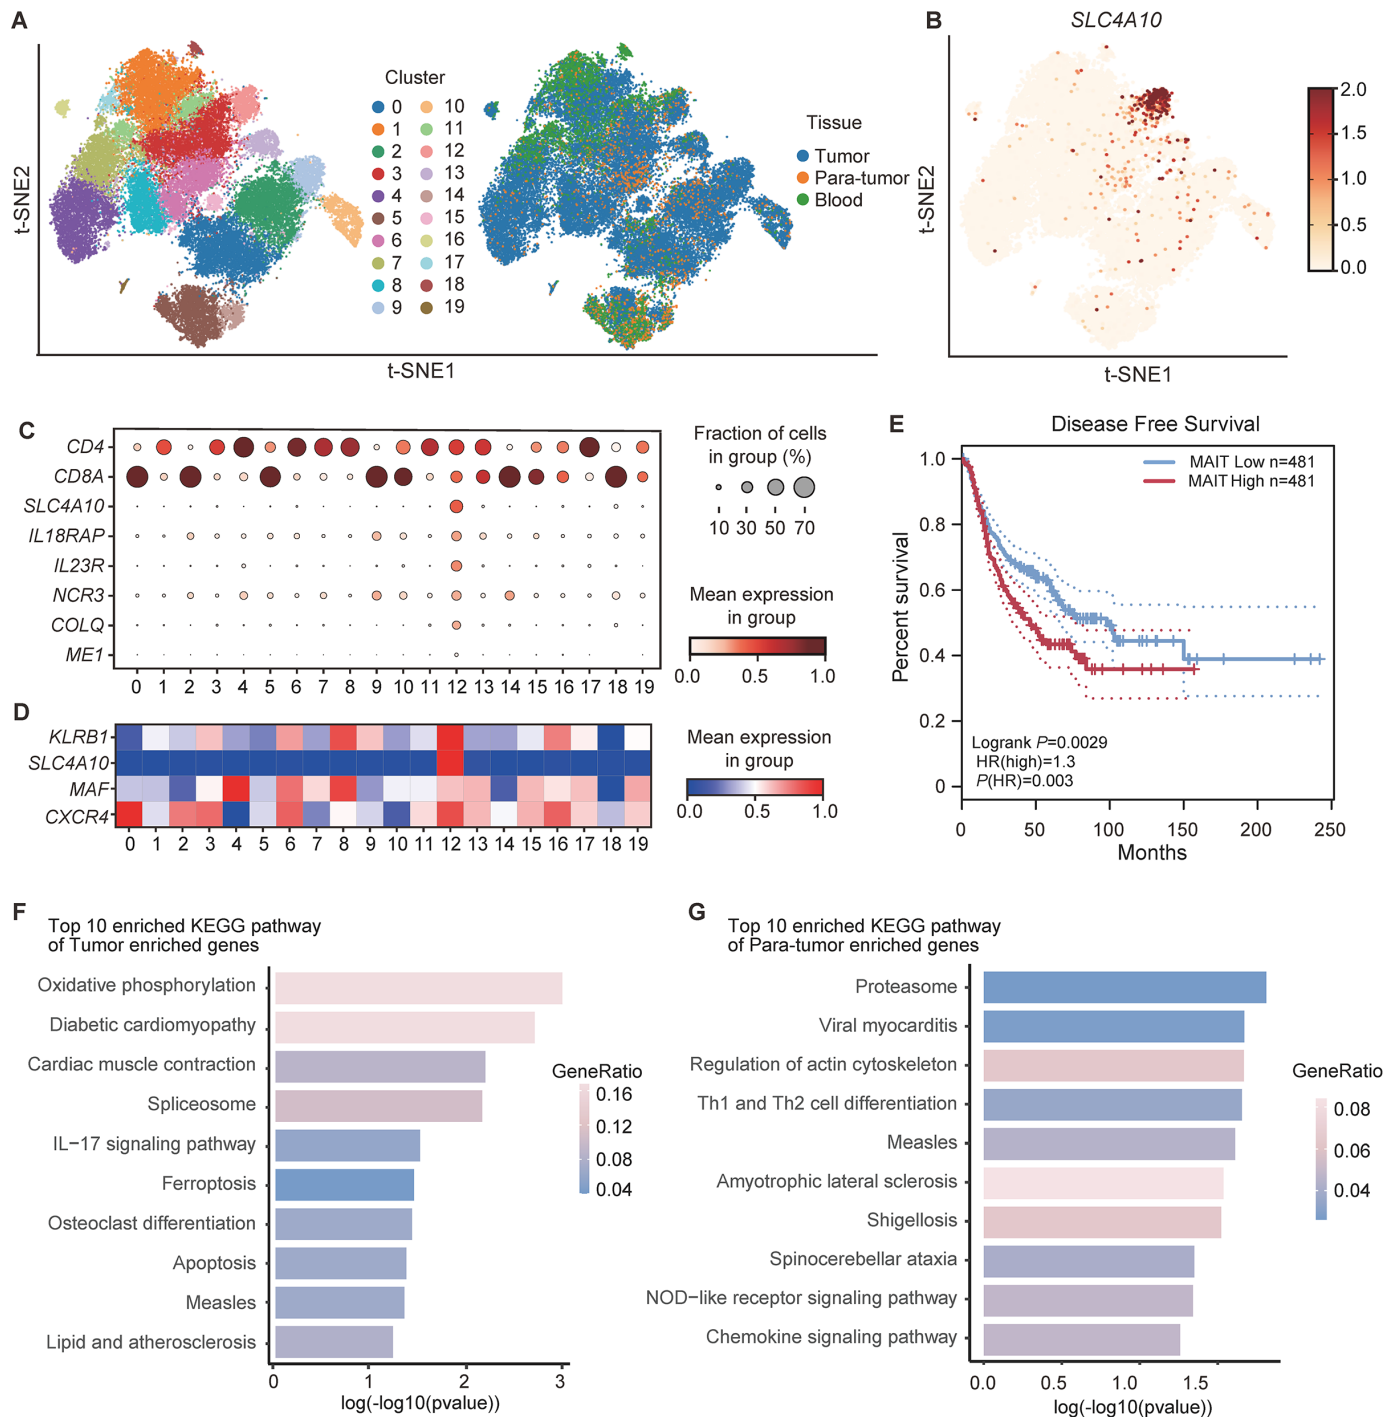 A
t-SNE2
Cluster
0
1
2
3
4
5
6
7
8
9
10
11
12
13
14
15
16
17
18
19
Tissue
Tumor
Para-tumor
Blood
t-SNE1
B
SLC4A10
t-SNE2
2.0
1.5
1.0
0.5
0.0
t-SNE1
C
CD4
CD8A
SLC4A10
IL18RAP
IL23R
NCR3
COLQ
ME1
0 1 2 3 4 5 6 7 8 9 10 11 12 13 14 15 16 17 18 19
Fraction of cells
in group (%)
10 30 50 70
Mean expression
in group
0.0 0.5 1.0
D
KLRB1
SLC4A10
MAF
CXCR4
0 1 2 3 4 5 6 7 8 9 10 11 12 13 14 15 16 17 18 19
Mean expression
in group
0.0 0.5 1.0
E
Disease Free Survival
Percent survival
1.0
0.8
0.6
0.4
0.2
0
MAIT Low n=481
MAIT High n=481
Logrank P=0.0029
HR(high)=1.3
P(HR)=0.003
0 50 100 150 200 250
Months
F
Top 10 enriched KEGG pathway
of Tumor enriched genes
Oxidative phosphorylation
Diabetic cardiomyopathy
Cardiac muscle contraction
Spliceosome
IL−17 signaling pathway
Ferroptosis
Osteoclast differentiation
Apoptosis
Measles
Lipid and atherosclerosis
0 1 2 3
log(-log10(pvalue))
GeneRatio
0.16
0.12
0.08
0.04
G
Top 10 enriched KEGG pathway
of Para-tumor enriched genes
Proteasome
Viral myocarditis
Regulation of actin cytoskeleton
Th1 and Th2 cell differentiation
Measles
Amyotrophic lateral sclerosis
Shigellosis
Spinocerebellar ataxia
NOD−like receptor signaling pathway
Chemokine signaling pathway
0.0 0.5 1.0 1.5
log(-log10(pvalue))
GeneRatio
0.08
0.06
0.04